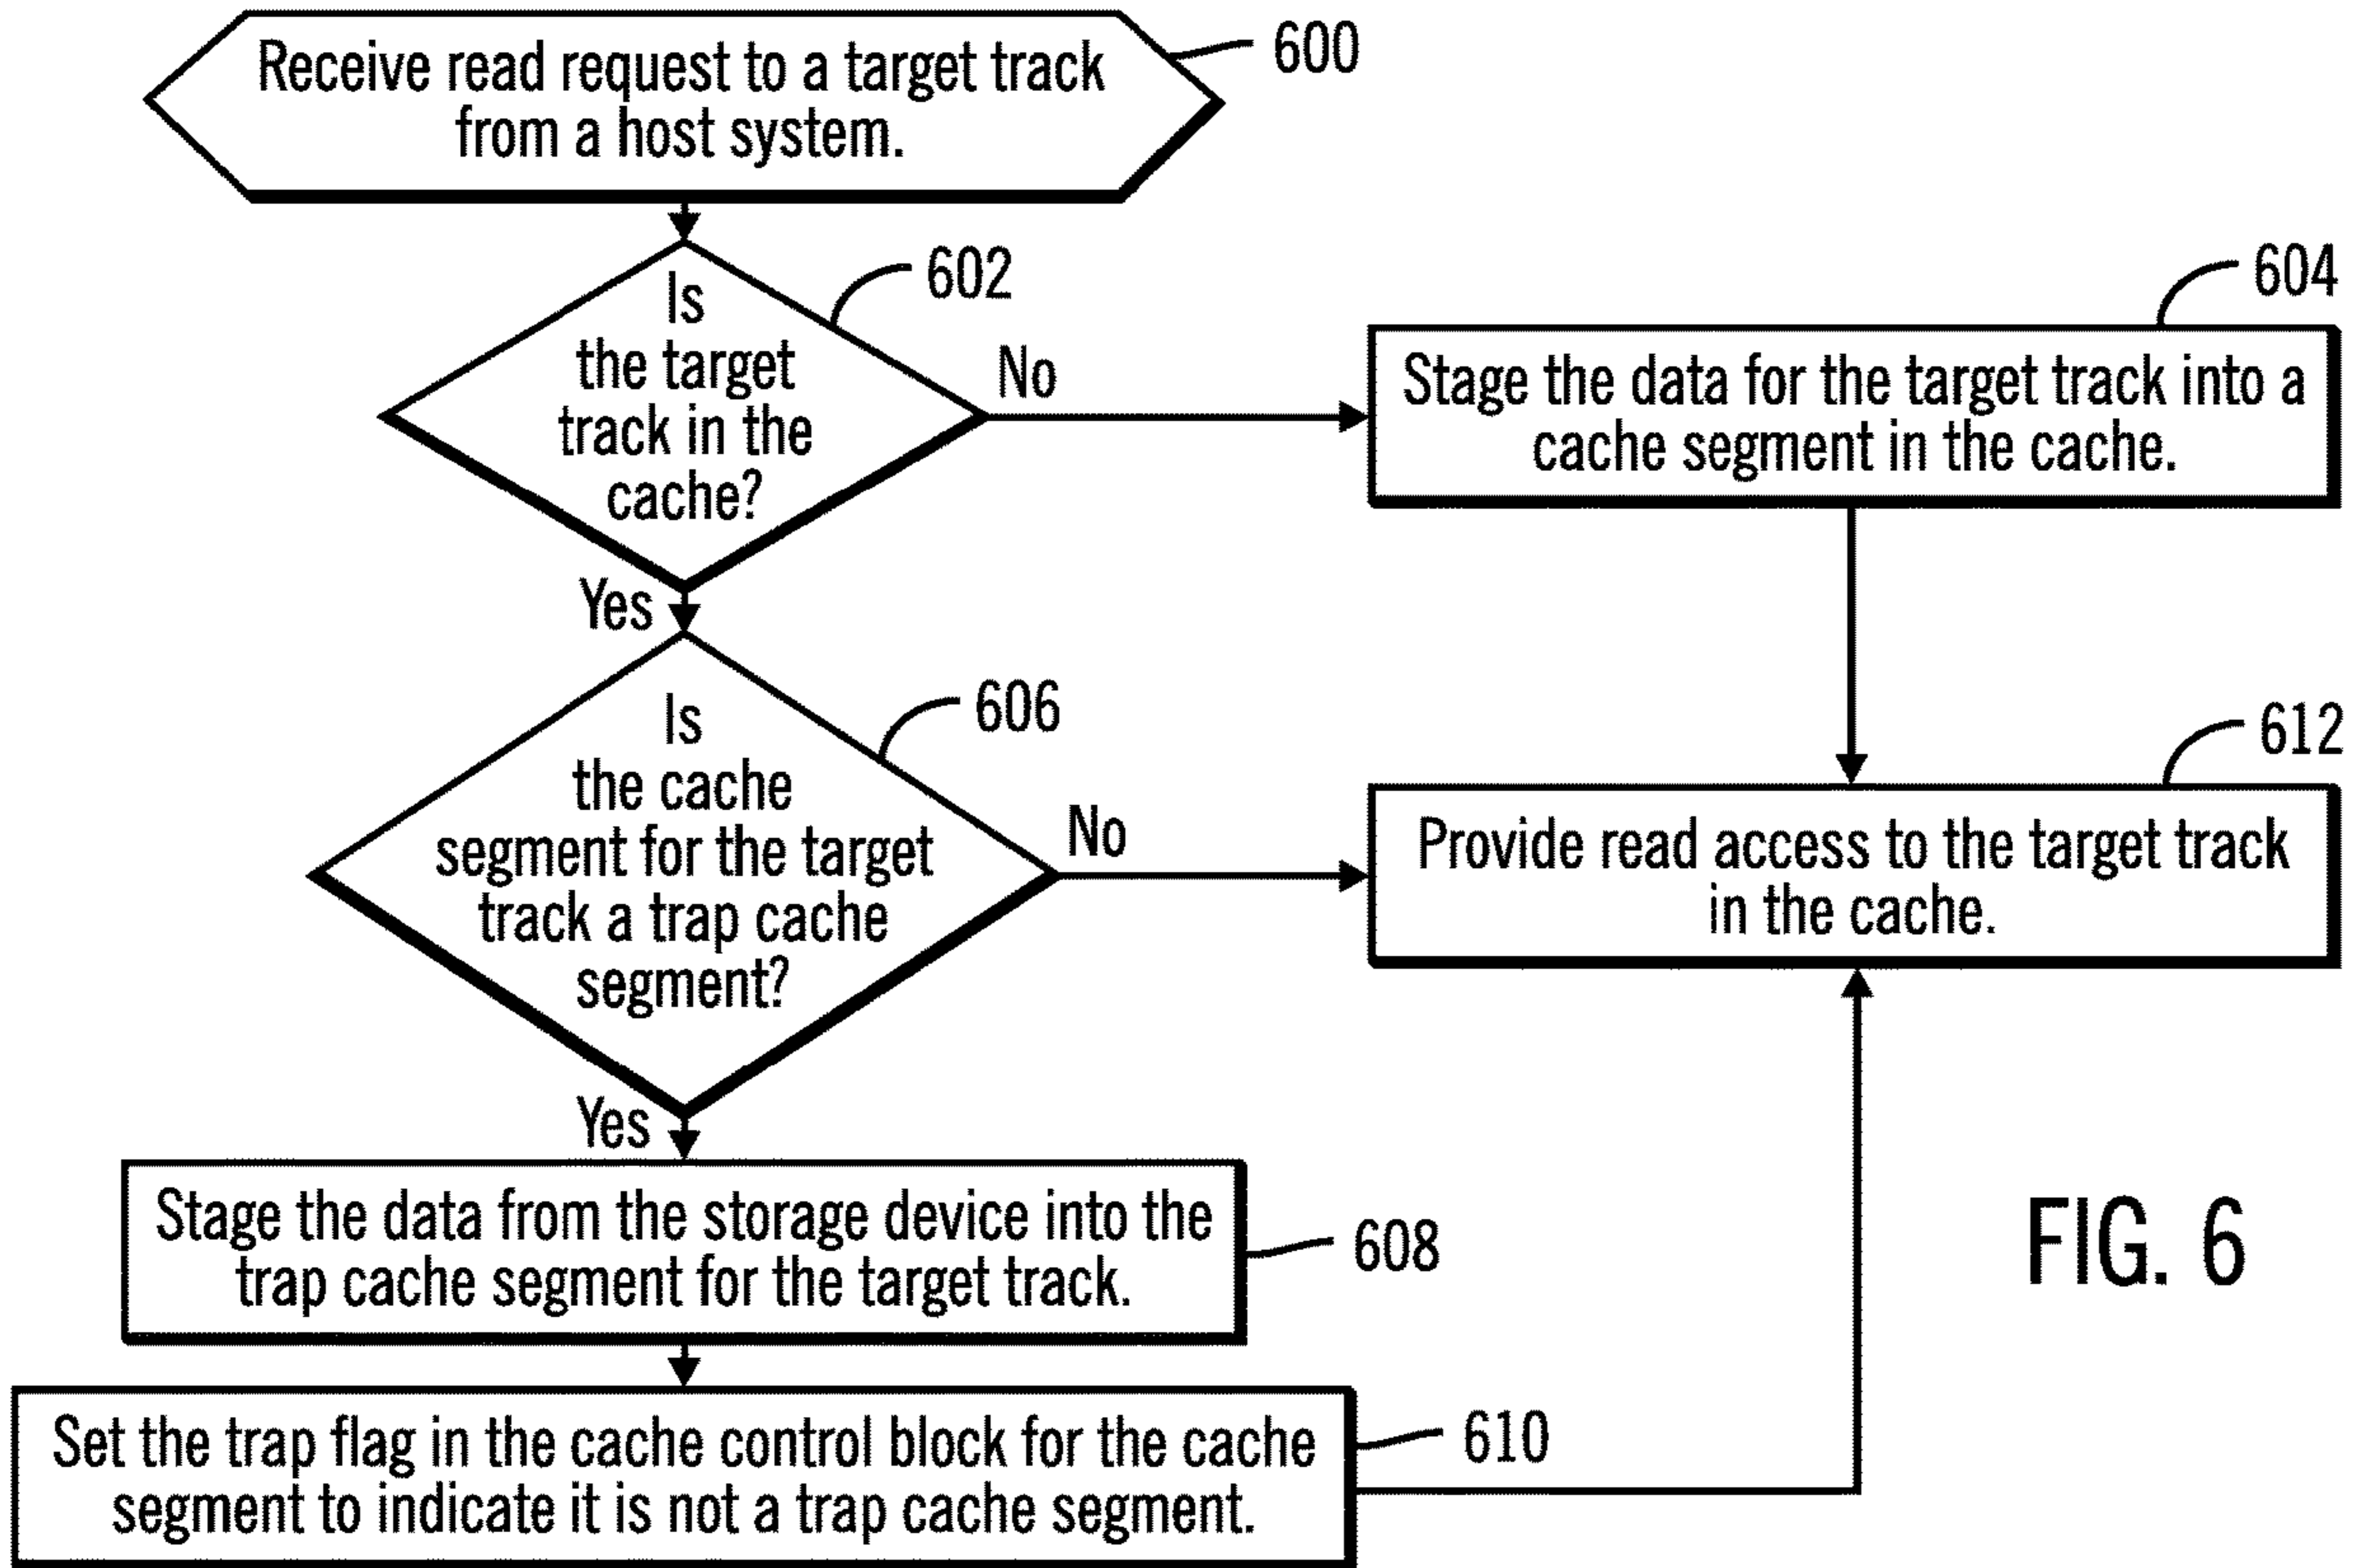 Receive read request to a target track
from a host system.
600
Is
the target
track in the
cache?
602
No
Yes
Stage the data for the target track into a
cache segment in the cache.
604
Is
the cache
segment for the target
track a trap cache
segment?
606
No
Yes
Provide read access to the target track
in the cache.
612
Stage the data from the storage device into the
trap cache segment for the target track.
608
Set the trap flag in the cache control block for the cache
segment to indicate it is not a trap cache segment.
610
FIG. 6